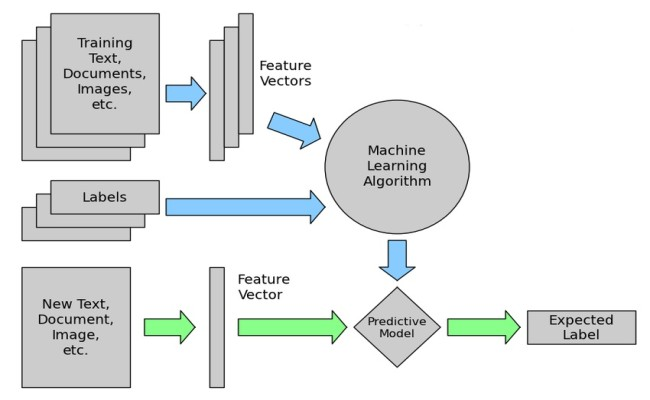 Training
Text,
Documents,
Images,
etc.
Feature
Vectors
Machine
Learning
Algorithm
Labels
New Text,
Document,
Image,
etc.
Feature
Vector
Predictive
Model
Expected
Label